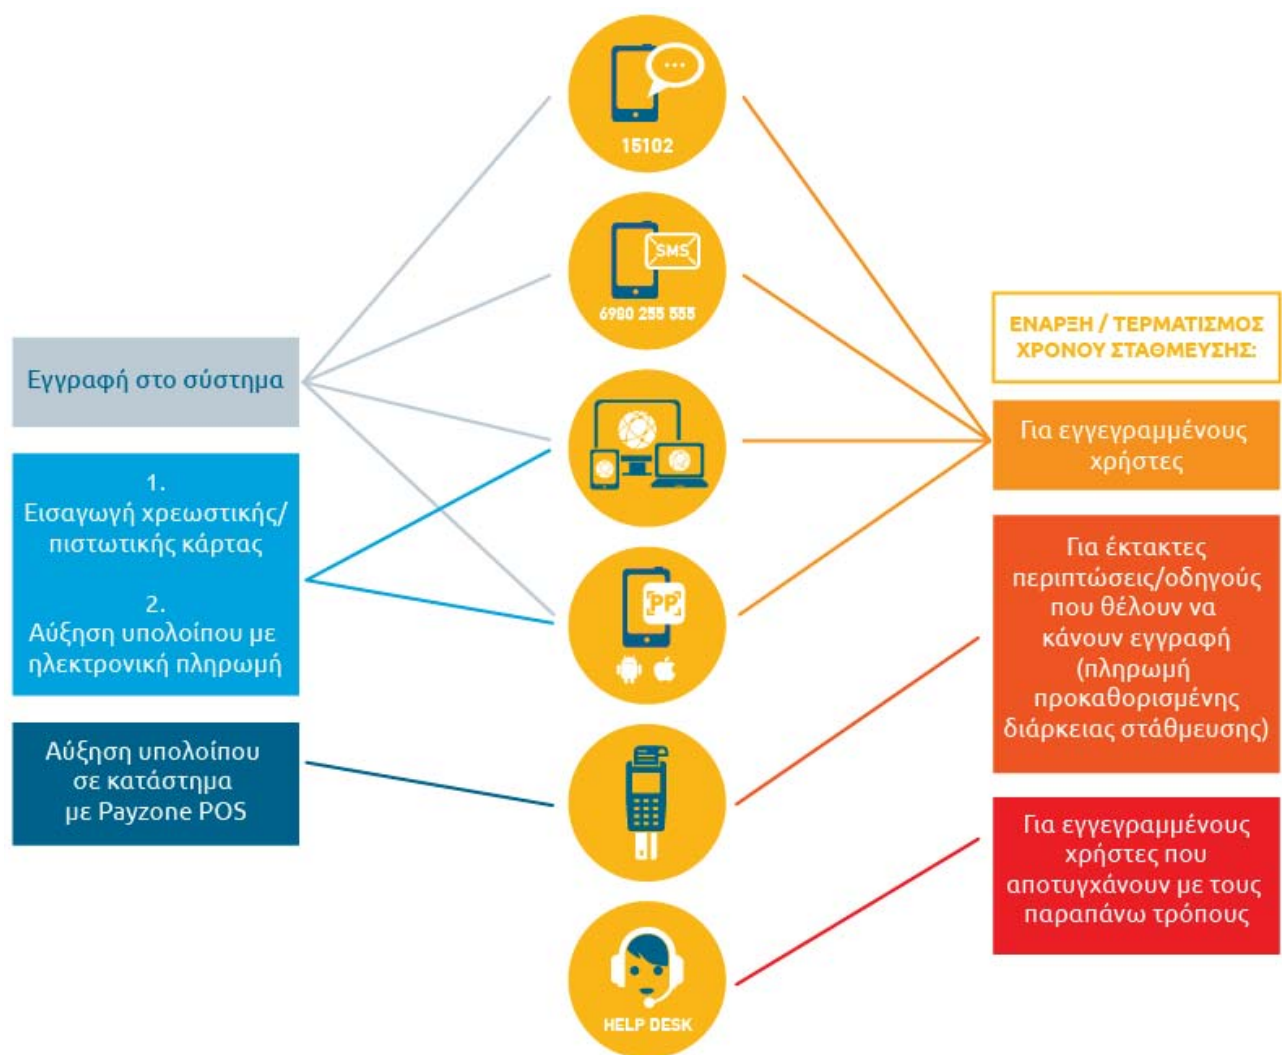 15102
SMS
6980 255 555
PP
HELP DESK
Εγγραφή στο σύστημα
1.
Εισαγωγή χρεωστικής/
πιστωτικής κάρτας
2.
Αύξηση υπολοίπου με
ηλεκτρονική πληρωμή
Αύξηση υπολοίπου
σε κατάστημα
με Payzone POS
ΕΝΑΡΞΗ / ΤΕΡΜΑΤΙΣΜΟΣ
ΧΡΟΝΟΥ ΣΤΑΘΜΕΥΣΗΣ:
Για εγγεγραμμένους
χρήστες
Για έκτακτες
περιπτώσεις/οδηγούς
που θέλουν να
κάνουν εγγραφή
(πληρωμή
προκαθορισμένης
διάρκειας στάθμευσης)
Για εγγεγραμμένους
χρήστες που
αποτυγχάνουν με τους
παραπάνω τρόπους